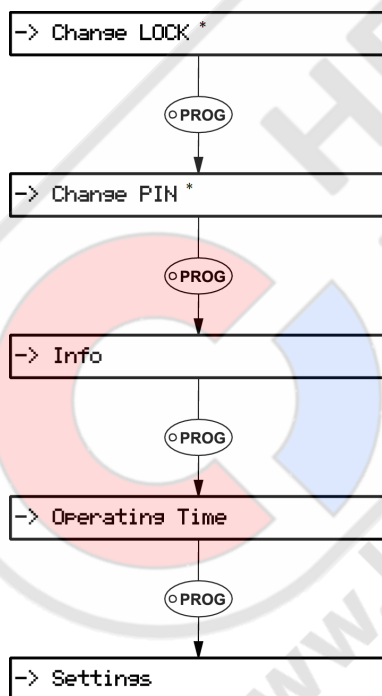 -> Change LOCK *
PROG
-> Change PIN *
PROG
-> Info
PROG
-> Operating Time
PROG
-> Settings